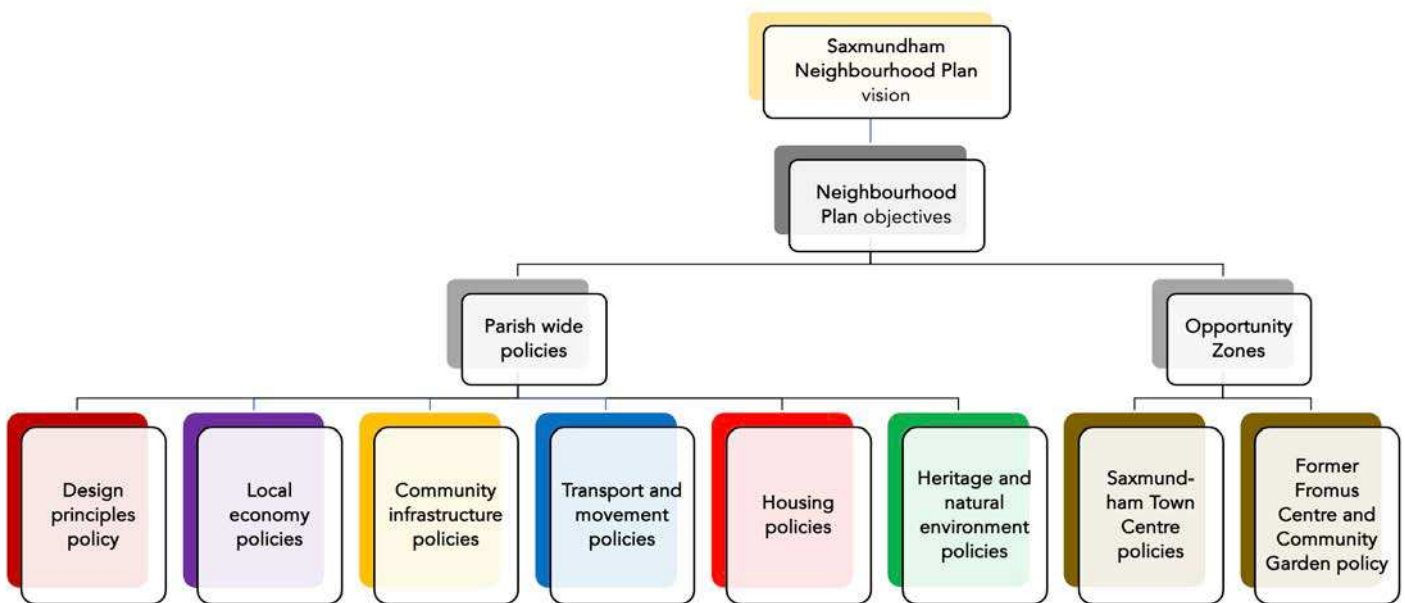 Saxmundham
Neighbourhood Plan
vision
Neighbourhood
Plan objectives
Parish wide
policies
Opportunity
Zones
Design
principles
policy
Local
economy
policies
Community
infrastructure
policies
Transport and
movement
policies
Housing
policies
Heritage and
natural
environment
policies
Saxmund-
ham Town
Centre
policies
Former
Fromus
Centre and
Community
Garden policy